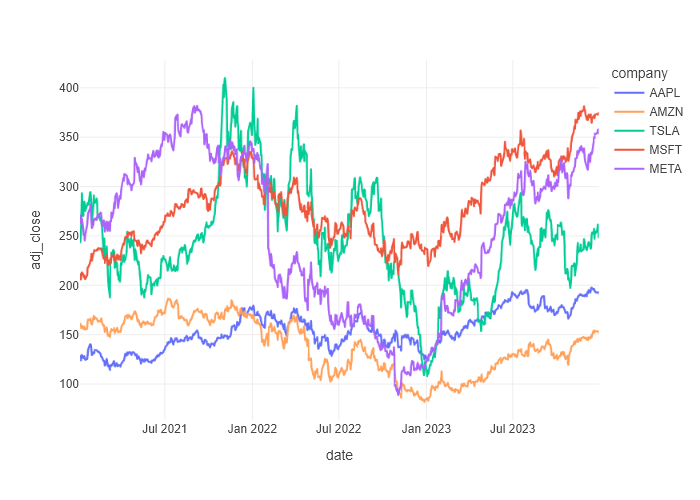 company
AAPL
AMZN
TSLA
MSFT
META
adj_close
400
350
300
250
200
150
100
Jul 2021
Jan 2022
Jul 2022
Jan 2023
Jul 2023
date